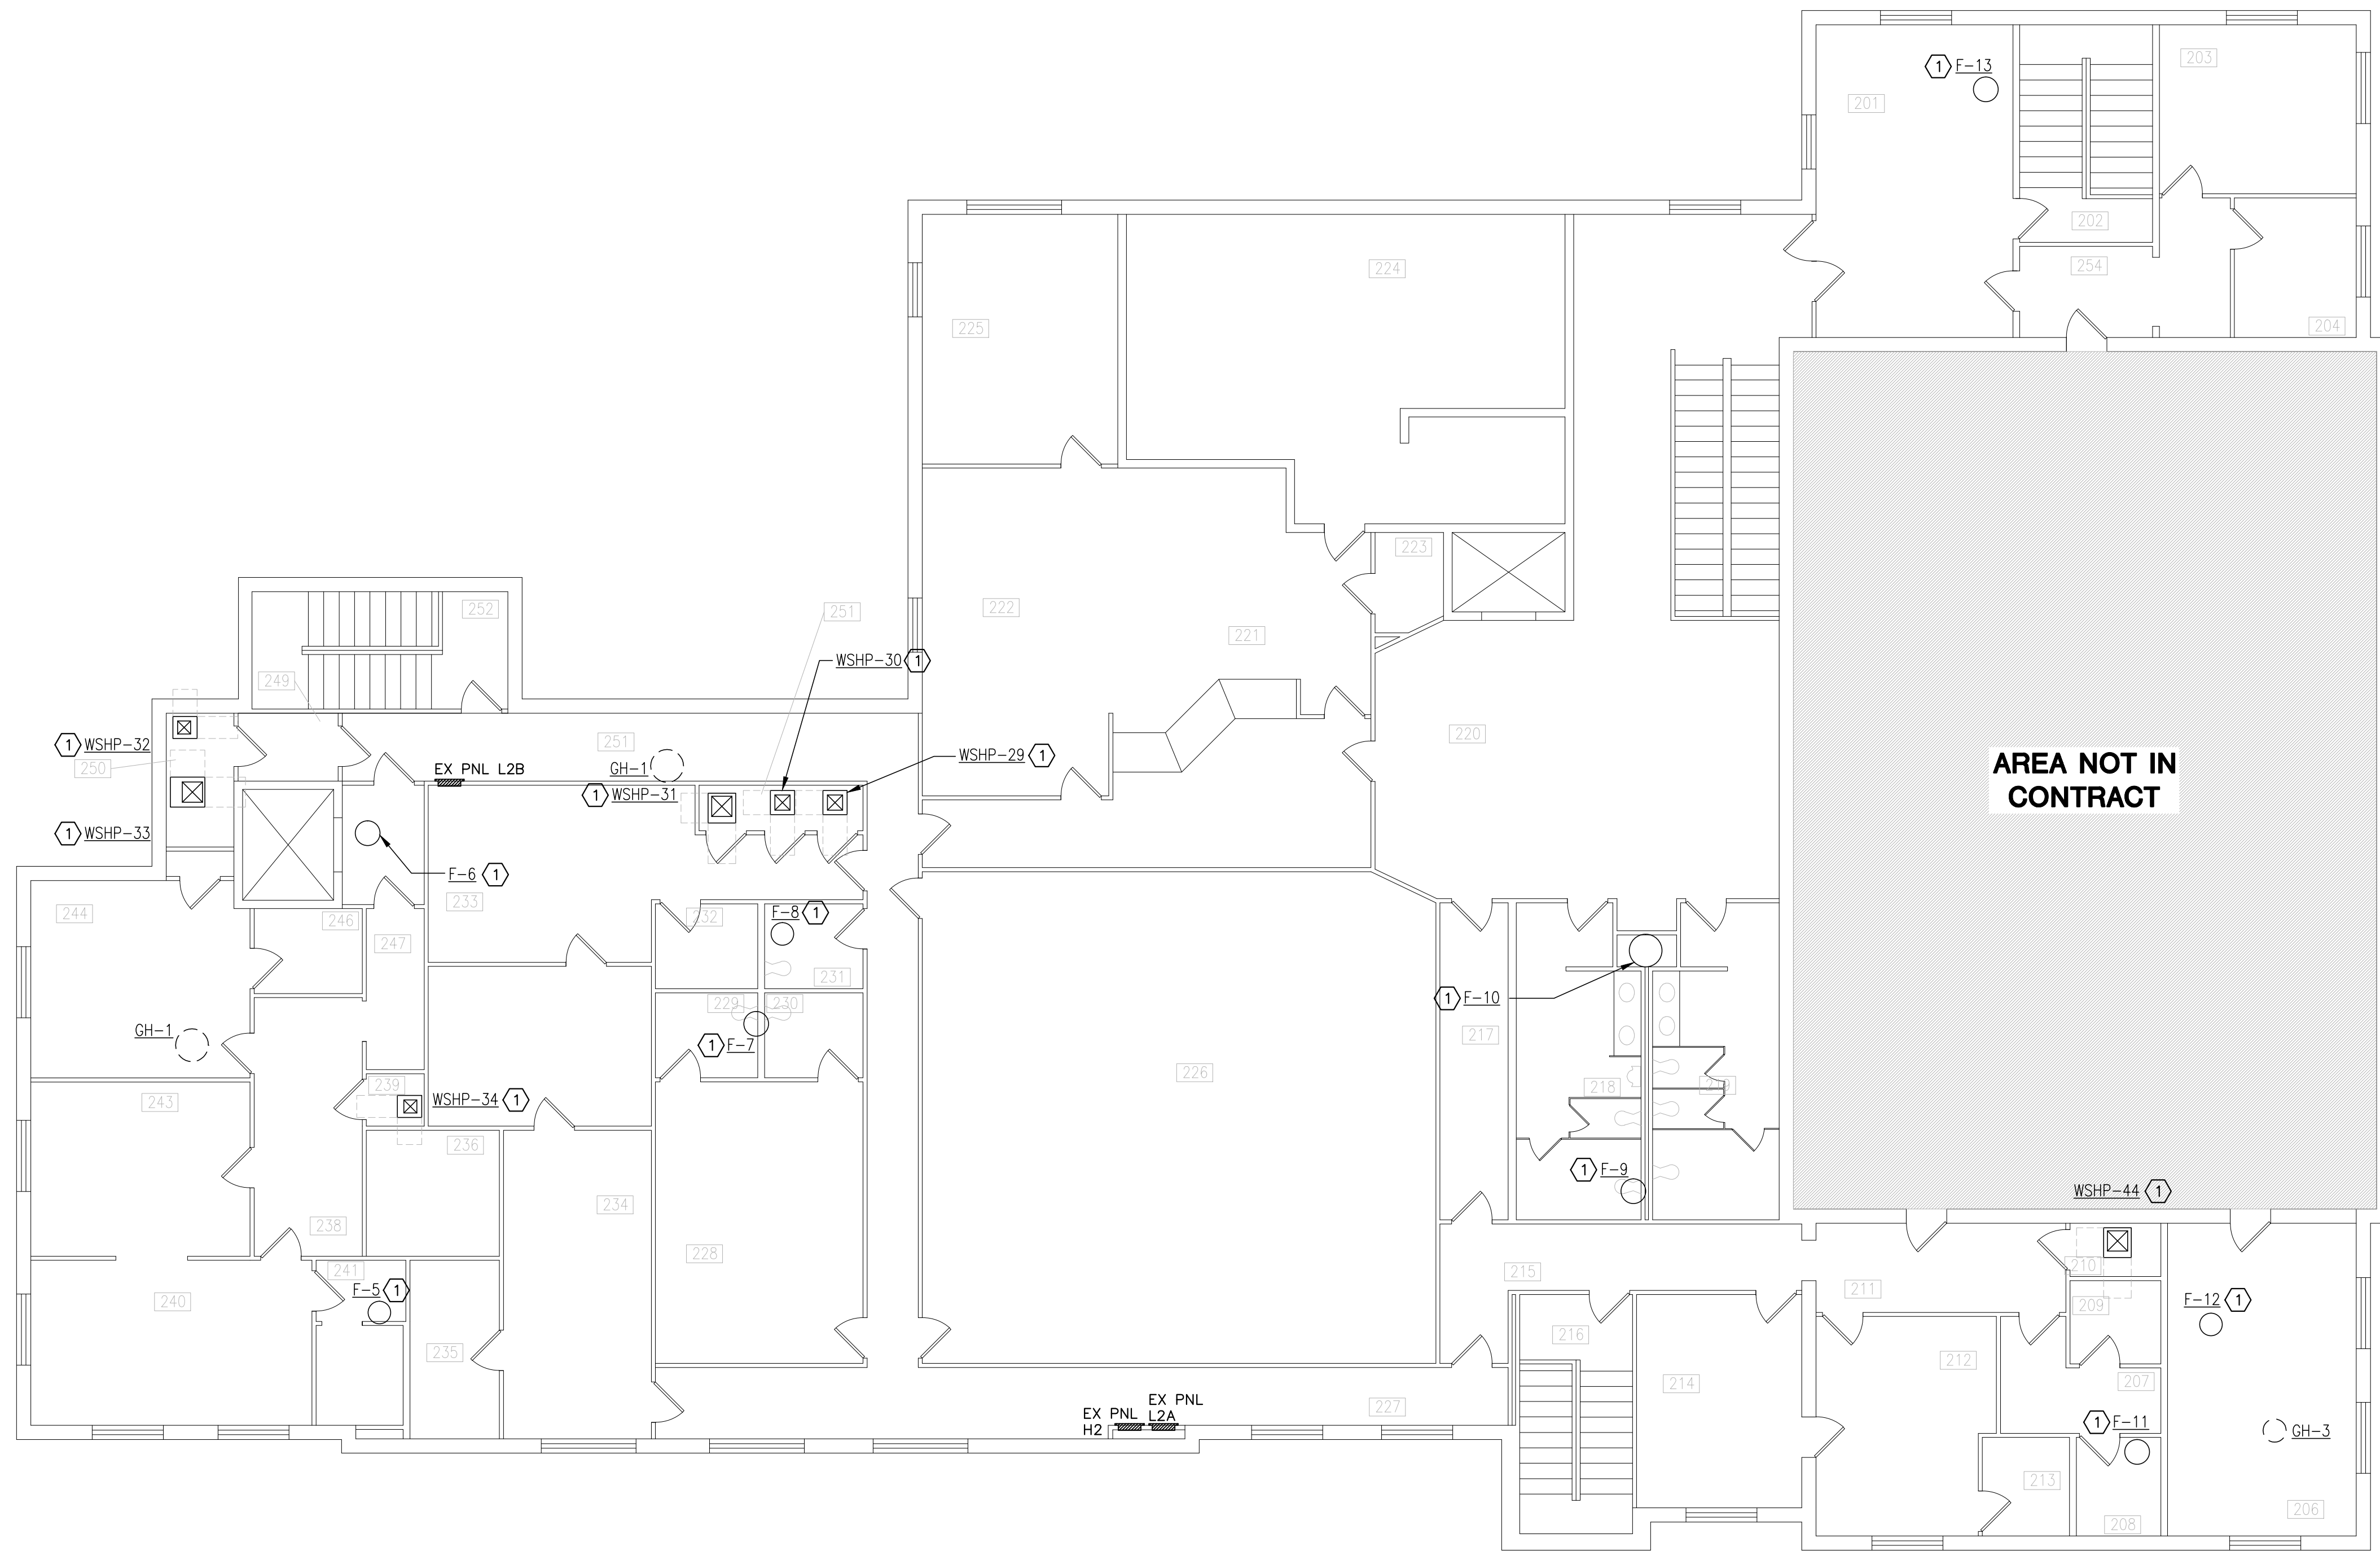 1 F-13
203
201
202
254
204
224
225
223
222
221
252
251
WSHP-30 1
249
1 WSHP-32
250
251
GH-1
WSHP-29 1
220
EX PNL L2B
1 WSHP-31
1 WSHP-33
AREA NOT IN
CONTRACT
F-6 1
233
244
246
247
232
F-8 1
231
229
230
1 F-7
GH-1
1 F-10
217
226
218
219
239
243
WSHP-34 1
236
1 F-9
WSHP-44 1
234
238
228
241
F-5 1
240
235
215
210
211
209
F-12 1
216
212
214
207
227
EX PNL
H2
EX PNL
L2A
1 F-11
GH-3
213
208
206